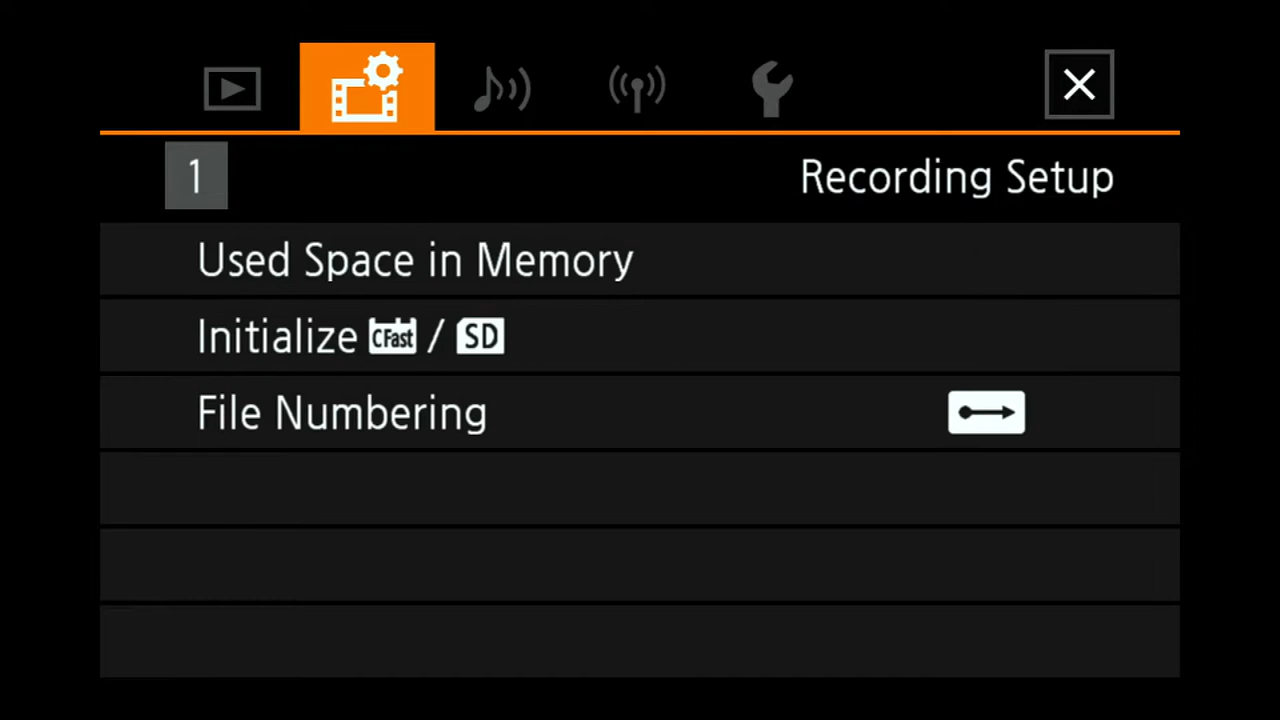 1
Recording Setup
Used Space in Memory
Initialize CFast / SD
File Numbering